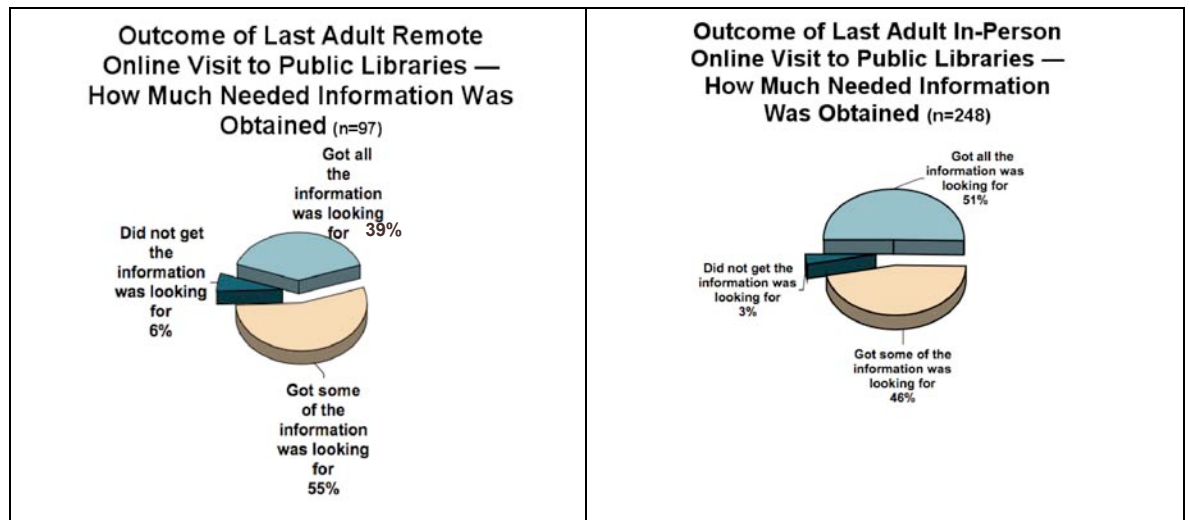 Outcome of Last Adult Remote
Online Visit to Public Libraries —
How Much Needed Information Was
Obtained (n=97)
Got all
the
information
was looking
for 39%
Did not get
the
information
was looking
for
6%
Got some
of the
information
was looking
for
55%
Outcome of Last Adult In-Person
Online Visit to Public Libraries —
How Much Needed Information
Was Obtained (n=248)
Got all the
information was
looking for
51%
Did not get the
information was
looking for
3%
Got some of the
information was
looking for
46%